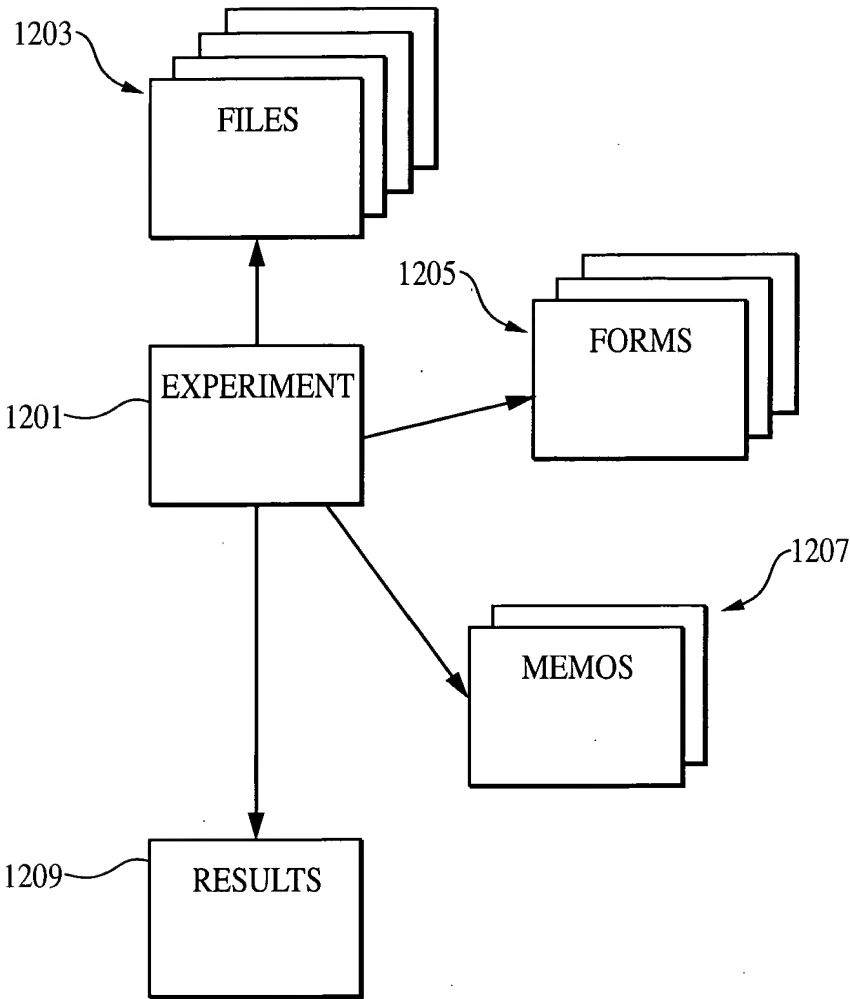 1203
FILES
1205
FORMS
EXPERIMENT
1201
1207
MEMOS
1209
RESULTS